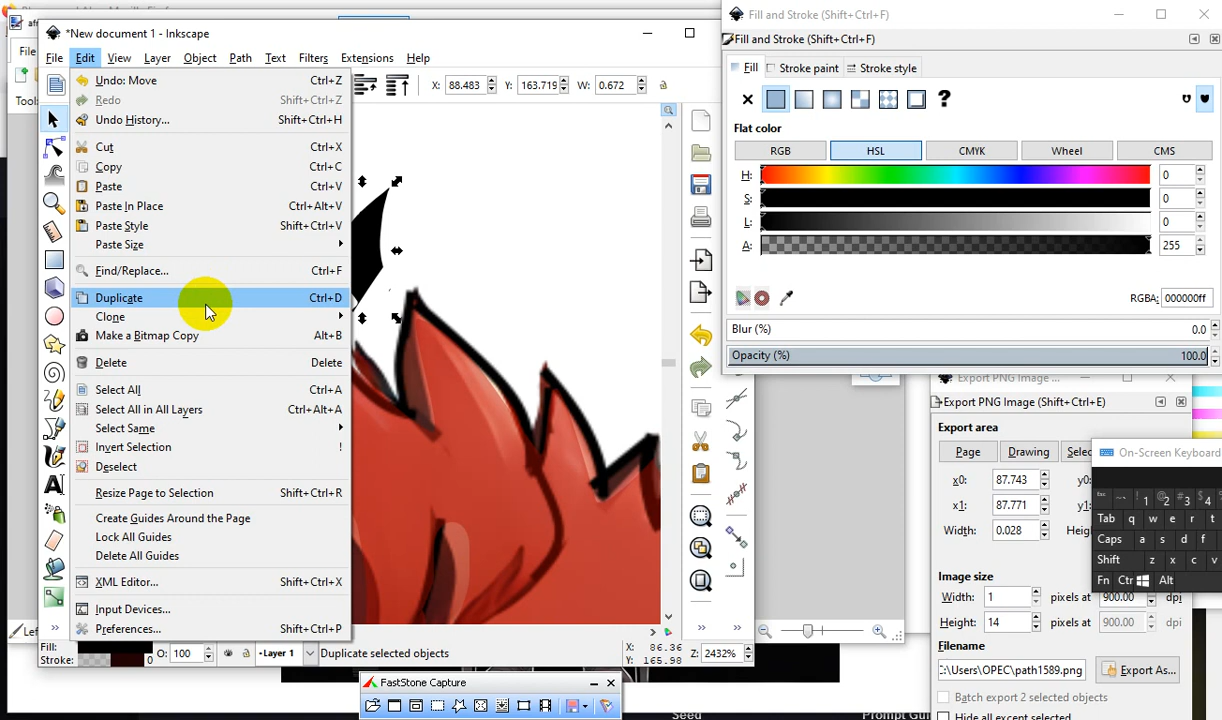 Fill and Stroke (Shift+Ctrl+F)
*New document 1 - Inkscape
Fill and Stroke (Shift+Ctrl+F)
File
File Edit View Layer Object Path Text Filters Extensions Help
Fill Stroke paint Stroke style
Undo: Move Ctrl+Z
X: 88.483 Y: 163.719 W: 0.672
Redo Shift+Ctrl+Z
Undo History... Shift+Ctrl+H
Flat color
Cut Ctrl+X
RGB HSL CMYK Wheel CMS
Copy Ctrl+C
H: 0
Paste Ctrl+V
S: 0
Paste In Place Ctrl+Alt+V
L: 0
Paste Style Shift+Ctrl+V
A: 255
Paste Size
Find/Replace... Ctrl+F
Duplicate Ctrl+D
RGBA: 000000ff
Clone
Make a Bitmap Copy Alt+B
Blur (%) 0.0
Opacity (%) 100.0
Delete Delete
Export PNG Image ...
Select All Ctrl+A
Export PNG Image (Shift+Ctrl+E)
Select All in All Layers Ctrl+Alt+A
Select Same
Export area
Invert Selection !
Page Drawing
On-Screen Keyboard
Deselect
x0: 87.743
Resize Page to Selection Shift+Ctrl+R
x1: 87.771
Create Guides Around the Page
Width: 0.028
Tab q w e r t
Lock All Guides
Caps a s d f
Delete All Guides
Shift z x c v
XML Editor... Shift+Ctrl+X
Fn Ctr Alt
Image size
Input Devices...
Width: 1 pixels at 900.00 dpi
Preferences... Shift+Ctrl+P
Height: 14 pixels at 900.00 dpi
Fill:
Stroke: 0
O: 100
Layer 1
Duplicate selected objects
X: 86.36
Y: 165.98
Z: 2432%
Filename
:\Users\OPEC\path1589.png Export As...
FastStone Capture
Batch export 2 selected objects
Hide all except selected
Seed